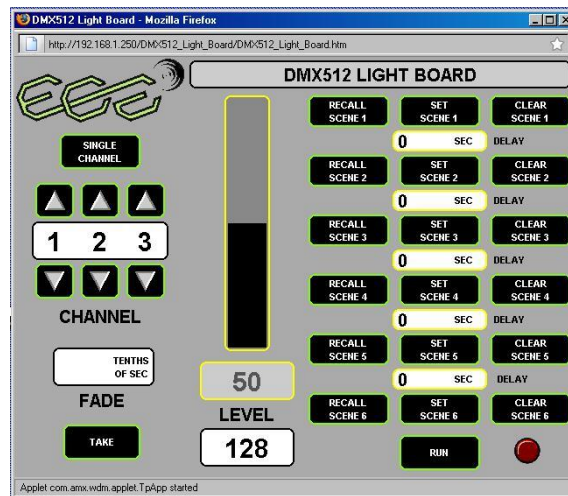 DMX512 Light Board - Mozilla Firefox
http://192.168.1.250/DMX512_Light_Board/DMX512_Light_Board.htm
ECE
DMX512 LIGHT BOARD
SINGLE
CHANNEL
1 2 3
CHANNEL
TENTHS
OF SEC
FADE
TAKE
50
LEVEL
128
RECALL
SCENE 1
SET
SCENE 1
CLEAR
SCENE 1
0 SEC DELAY
RECALL
SCENE 2
SET
SCENE 2
CLEAR
SCENE 2
0 SEC DELAY
RECALL
SCENE 3
SET
SCENE 3
CLEAR
SCENE 3
0 SEC DELAY
RECALL
SCENE 4
SET
SCENE 4
CLEAR
SCENE 4
0 SEC DELAY
RECALL
SCENE 5
SET
SCENE 5
CLEAR
SCENE 5
0 SEC DELAY
RECALL
SCENE 6
SET
SCENE 6
CLEAR
SCENE 6
RUN
Applet com.amx.wdm.applet.TpApp started